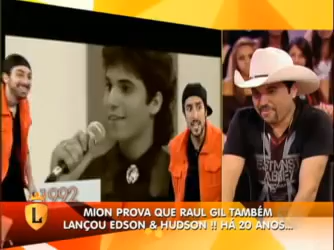 1992
L
MION PROVA QUE RAUL GIL TAMBÉM
LANÇOU EDSON & HUDSON !! HÁ 20 ANOS...